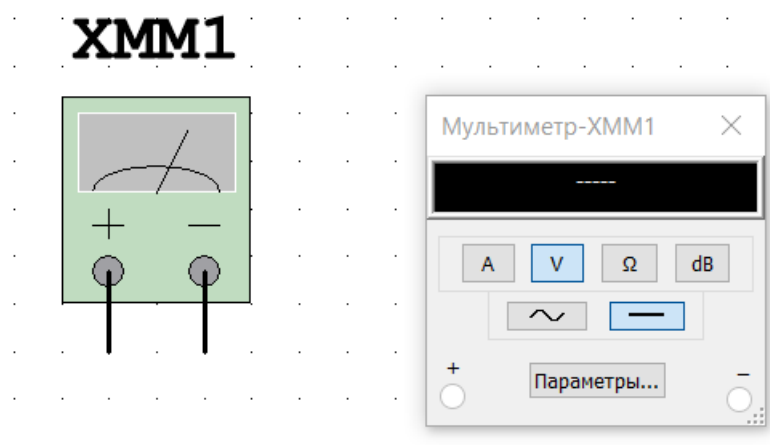 XMM1
+ −
Мультиметр-XMM1
-----
A V Ω dB
+ −
Параметры...